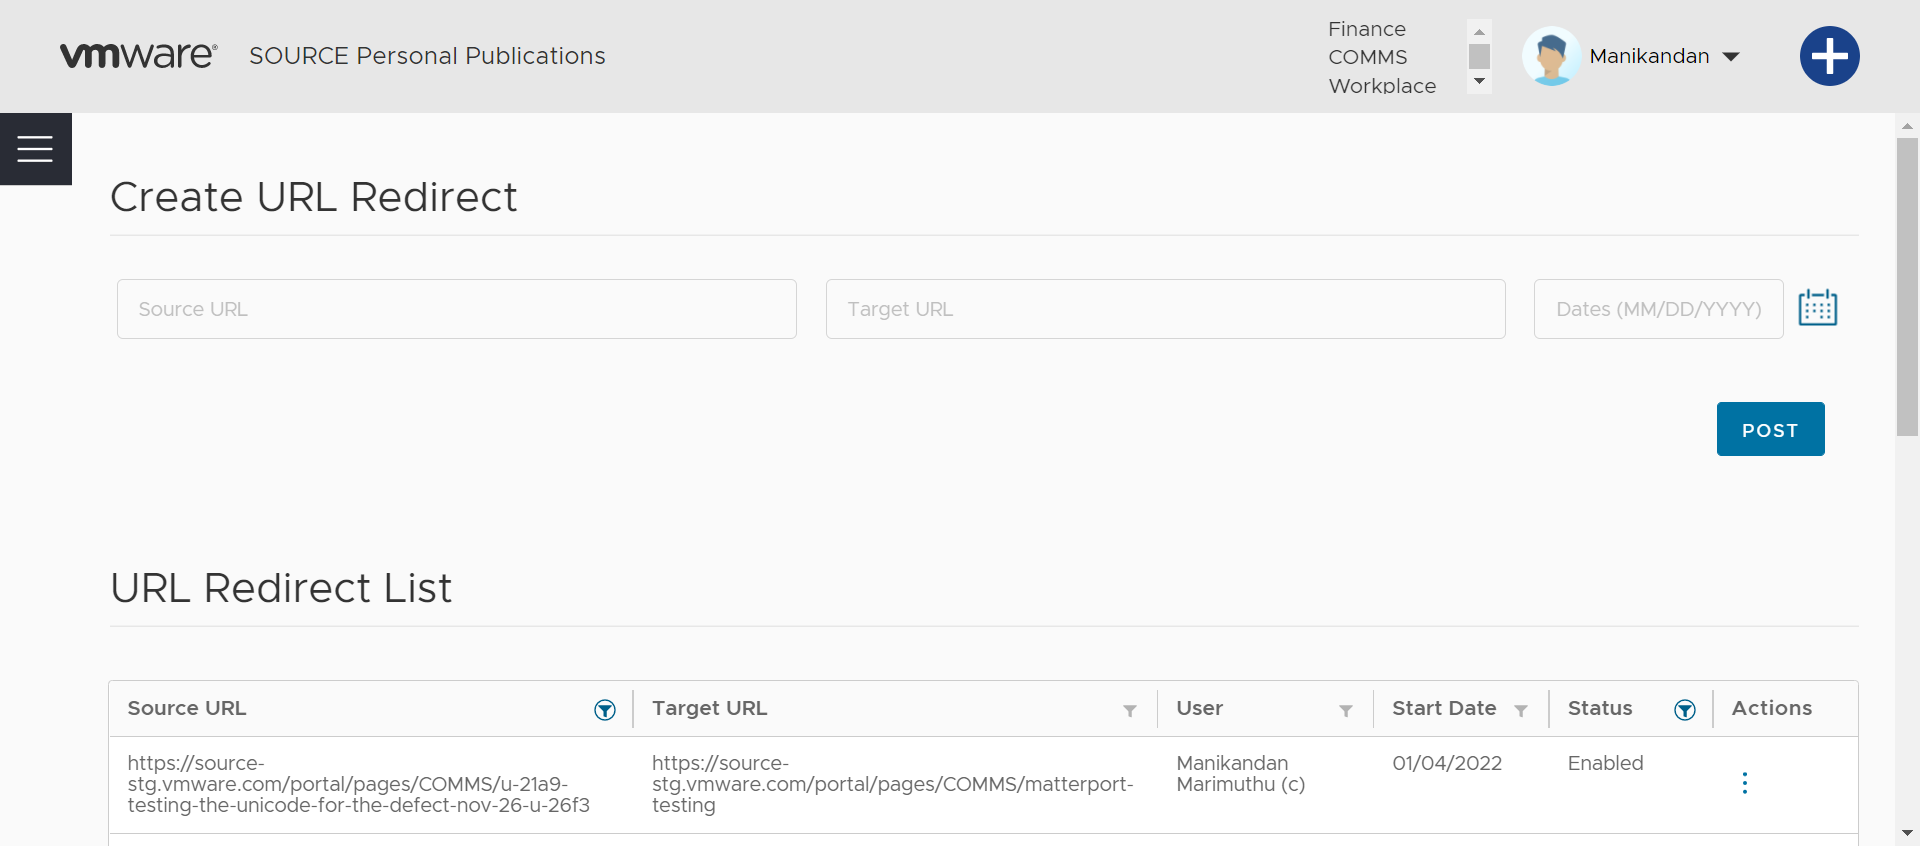 vmware®
SOURCE Personal Publications
Finance
COMMS
Workplace
Manikandan
Create URL Redirect
Source URL
Target URL
Dates (MM/DD/YYYY)
POST
URL Redirect List
Source URL
Target URL
User
Start Date
Status
Actions
https://source-
stg.vmware.com/portal/pages/COMMS/u-21a9-
testing-the-unicode-for-the-defect-nov-26-u-26f3
https://source-
stg.vmware.com/portal/pages/COMMS/matterport-
testing
Manikandan
Marimuthu (c)
01/04/2022
Enabled